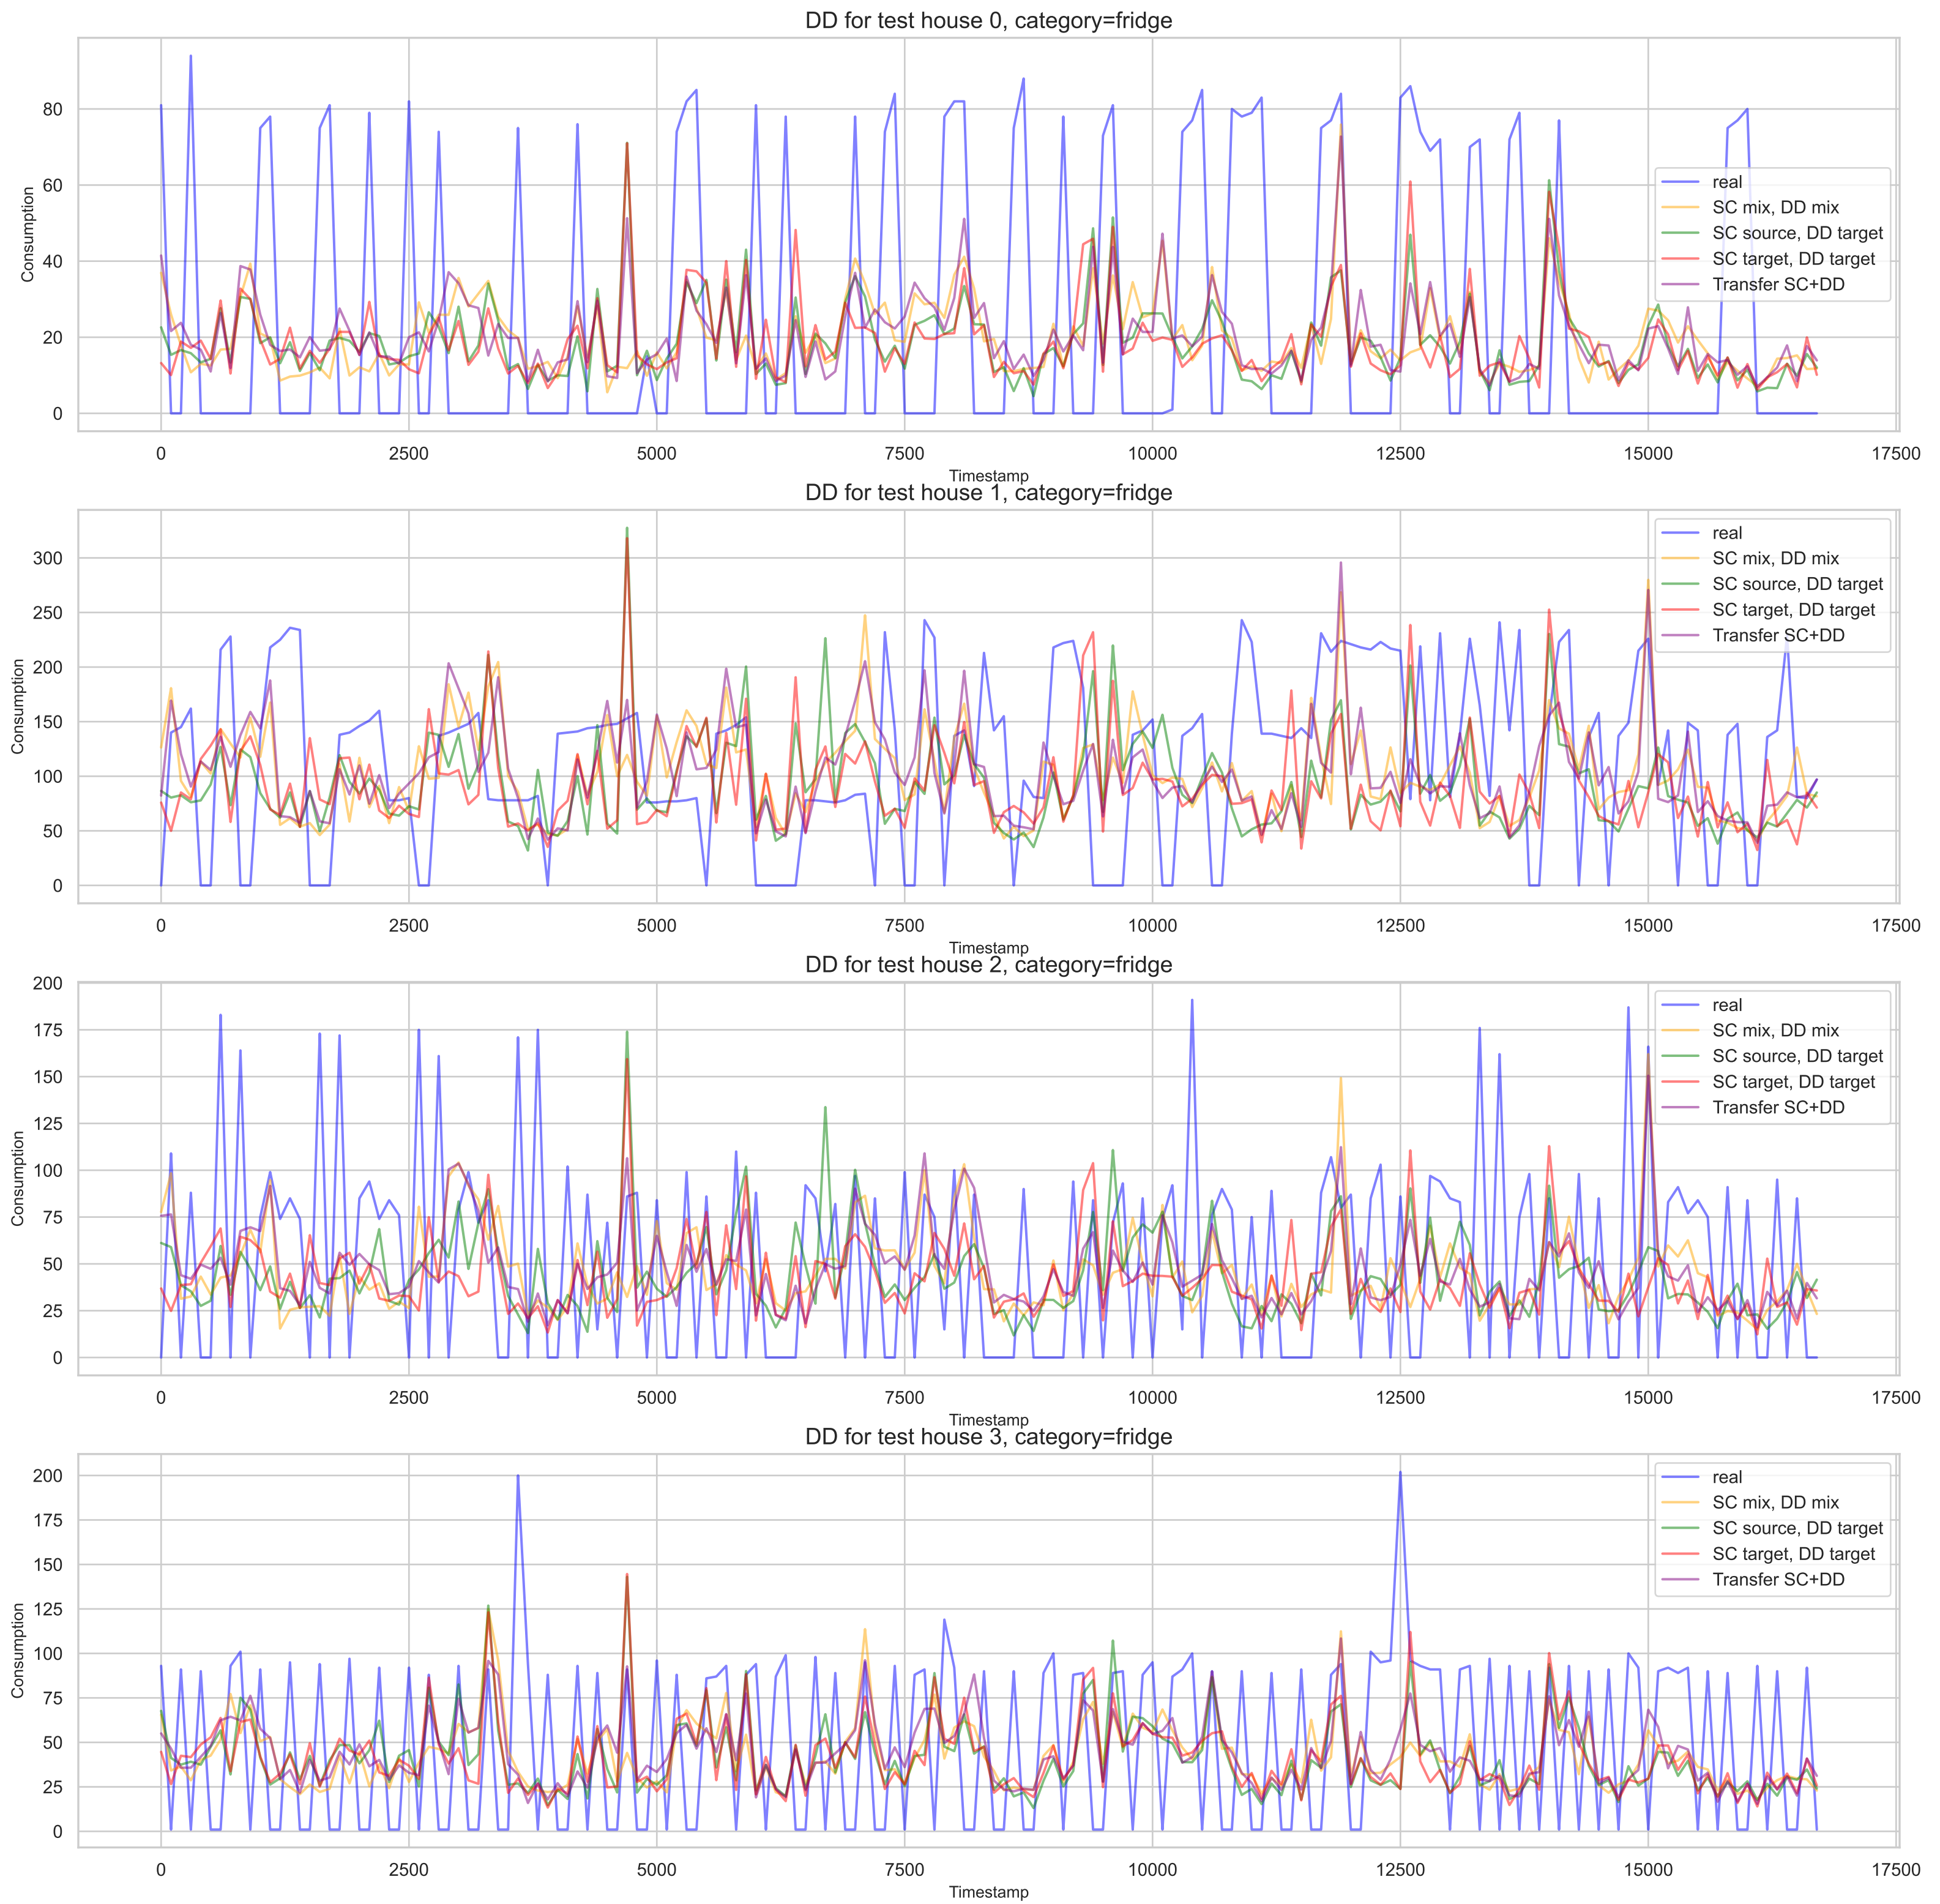 DD for test house 0, category=fridge
Consumption
80
60
40
20
0
real
SC mix, DD mix
SC source, DD target
SC target, DD target
Transfer SC+DD
0 2500 5000 7500 10000 12500 15000 17500
Timestamp
DD for test house 1, category=fridge
Consumption
300
250
200
150
100
50
0
real
SC mix, DD mix
SC source, DD target
SC target, DD target
Transfer SC+DD
0 2500 5000 7500 10000 12500 15000 17500
Timestamp
DD for test house 2, category=fridge
Consumption
200
175
150
125
100
75
50
25
0
real
SC mix, DD mix
SC source, DD target
SC target, DD target
Transfer SC+DD
0 2500 5000 7500 10000 12500 15000 17500
Timestamp
DD for test house 3, category=fridge
Consumption
200
175
150
125
100
75
50
25
0
real
SC mix, DD mix
SC source, DD target
SC target, DD target
Transfer SC+DD
0 2500 5000 7500 10000 12500 15000 17500
Timestamp